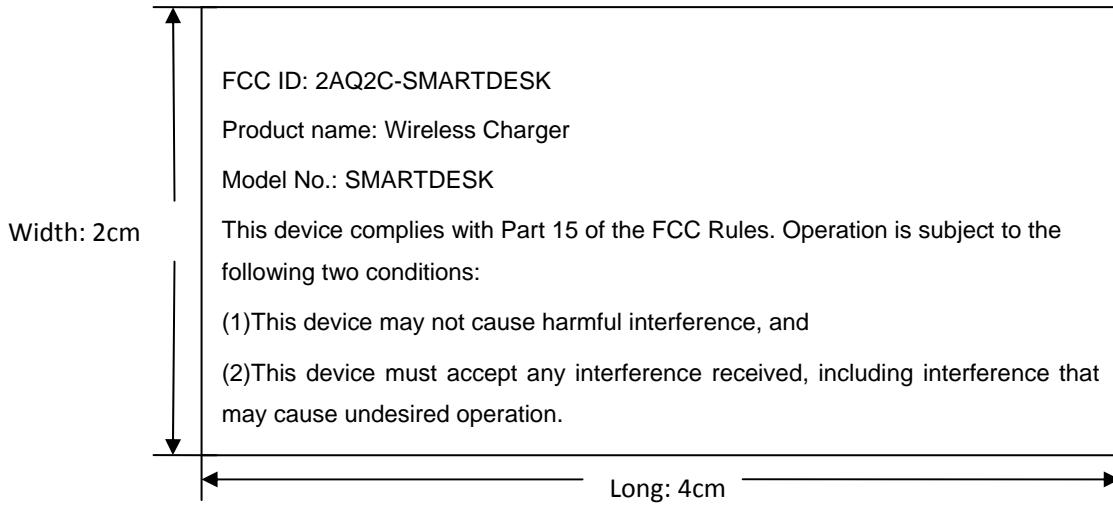 FCC ID: 2AQ2C-SMARTDESK
Product name: Wireless Charger
Model No.: SMARTDESK
Width: 2cm
This device complies with Part 15 of the FCC Rules. Operation is subject to the
following two conditions:
(1)This device may not cause harmful interference, and
(2)This device must accept any interference received, including interference that
may cause undesired operation.
Long: 4cm